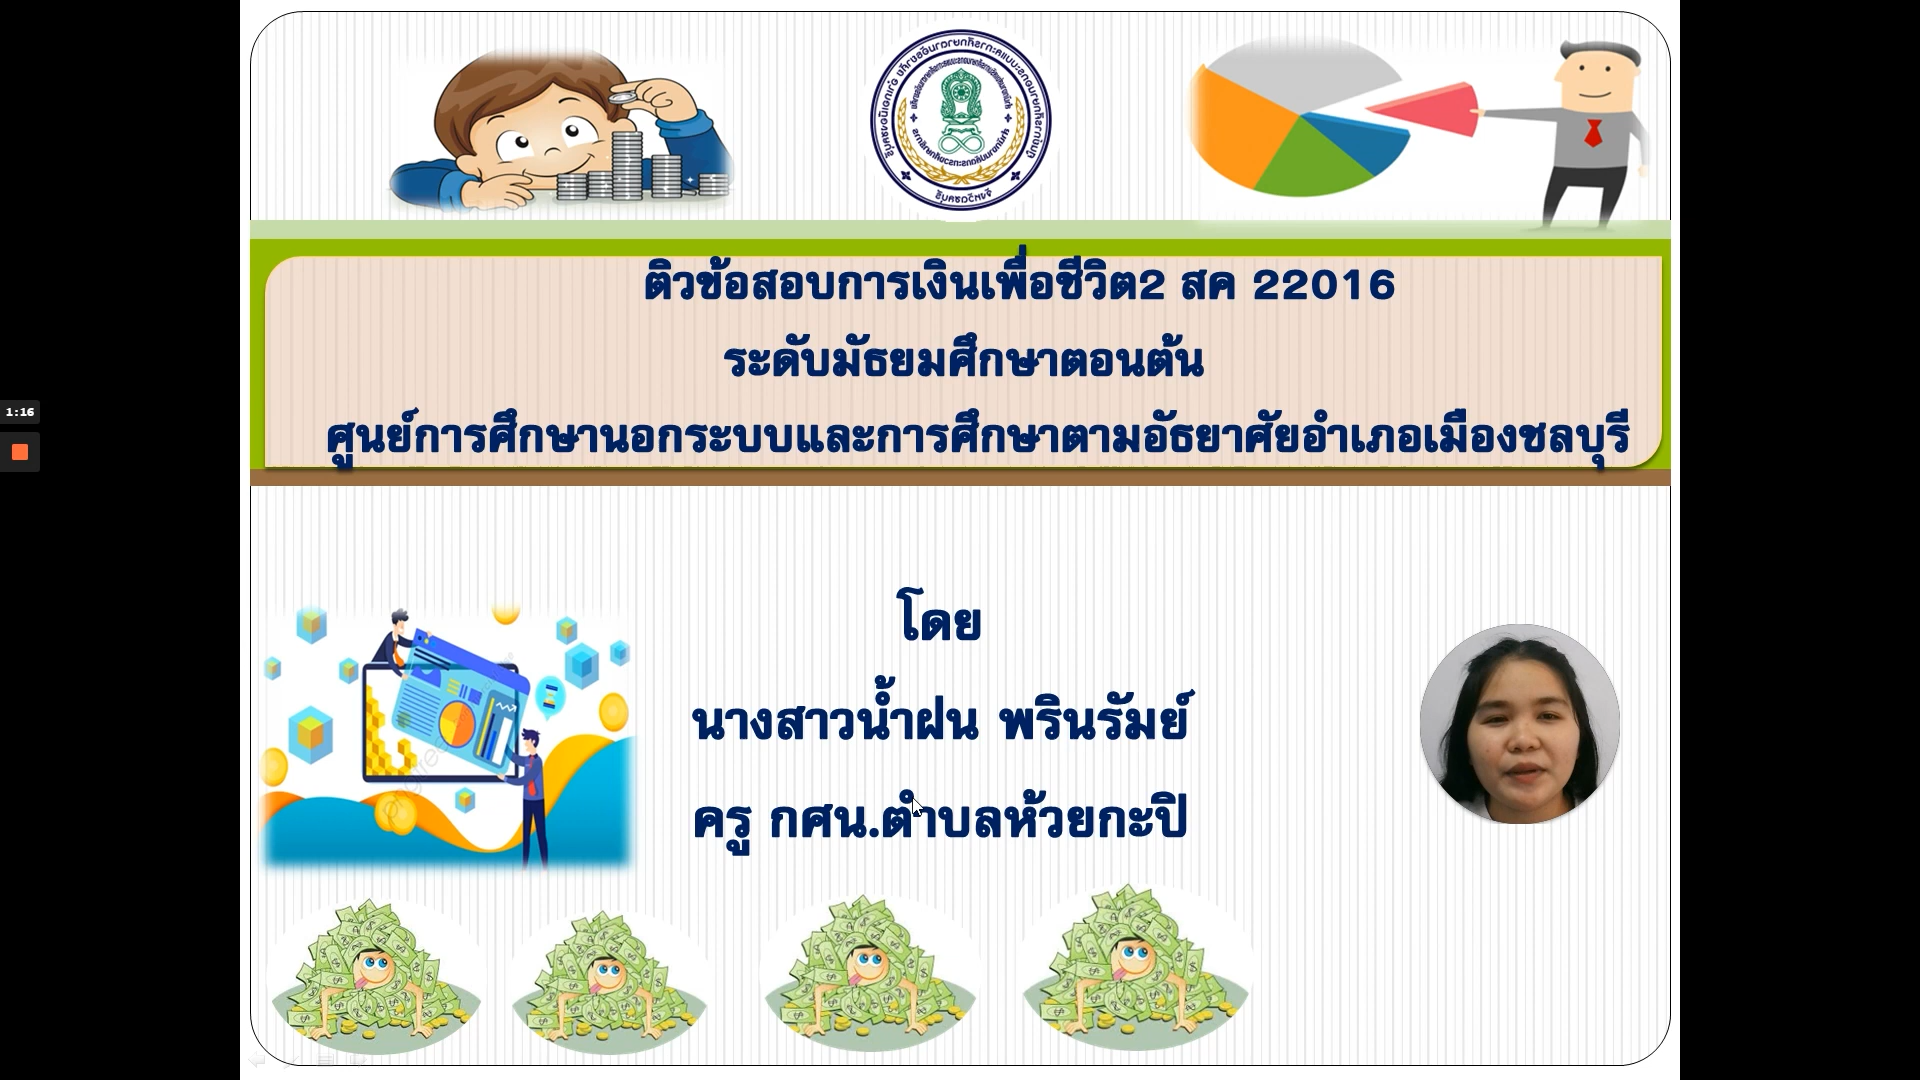 1:16
ติวข้อสอบการเงินเพื่อชีวิต2 สค 22016
ระดับมัธยมศึกษาตอนต้น
ศูนย์การศึกษานอกระบบและการศึกษาตามอัธยาศัยอำเภอเมืองชลบุรี
โดย
นางสาวน้ำฝน พรินรัมย์
ครู กศน.ตำบลห้วยกะปิ